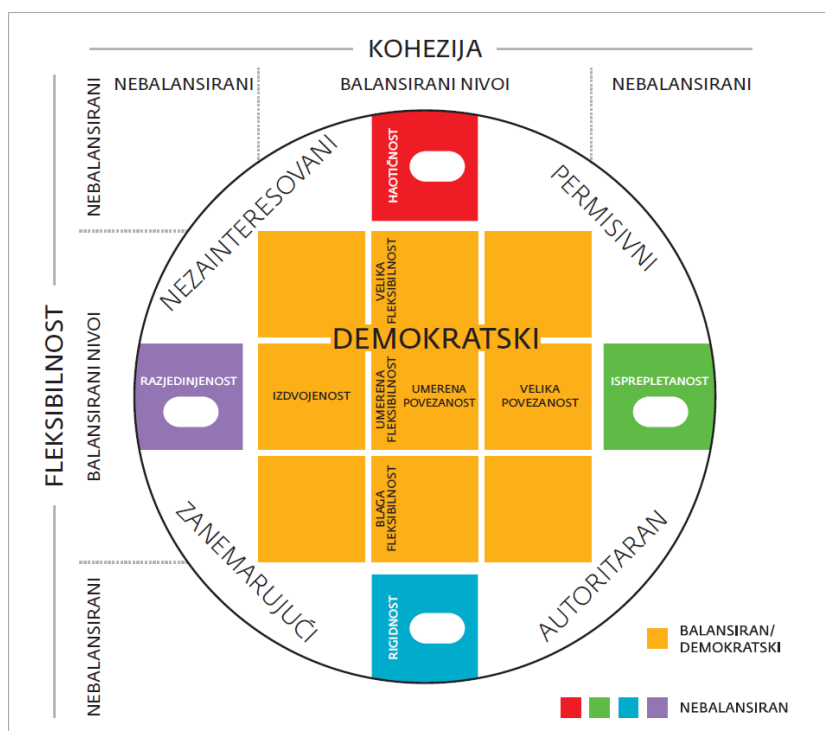 KOHEZIJA
NEBALANSIRANI
BALANSIRANI NIVOI
NEBALANSIRANI
FLEKSIBILNOST
NEBALANSIRANI
BALANSIRANI NIVOI
NEBALANSIRANI
NEZAINTERESOVANI
HAOTIČNOST
PERMISIVNI
VELIKA
FLEKSIBILNOST
DEMOKRATSKI
RAZJEDINJENOST
IZDVOJENOST
UMERENA
FLEKSIBILNOST
UMERENA
POVEZANOST
VELIKA
POVEZANOST
ISPREPLETANOST
BLAGA
FLEKSIBILNOST
ZANEMARUJUĆI
RIGIDNOST
AUTORITARAN
BALANSIRAN/
DEMOKRATSKI
NEBALANSIRAN